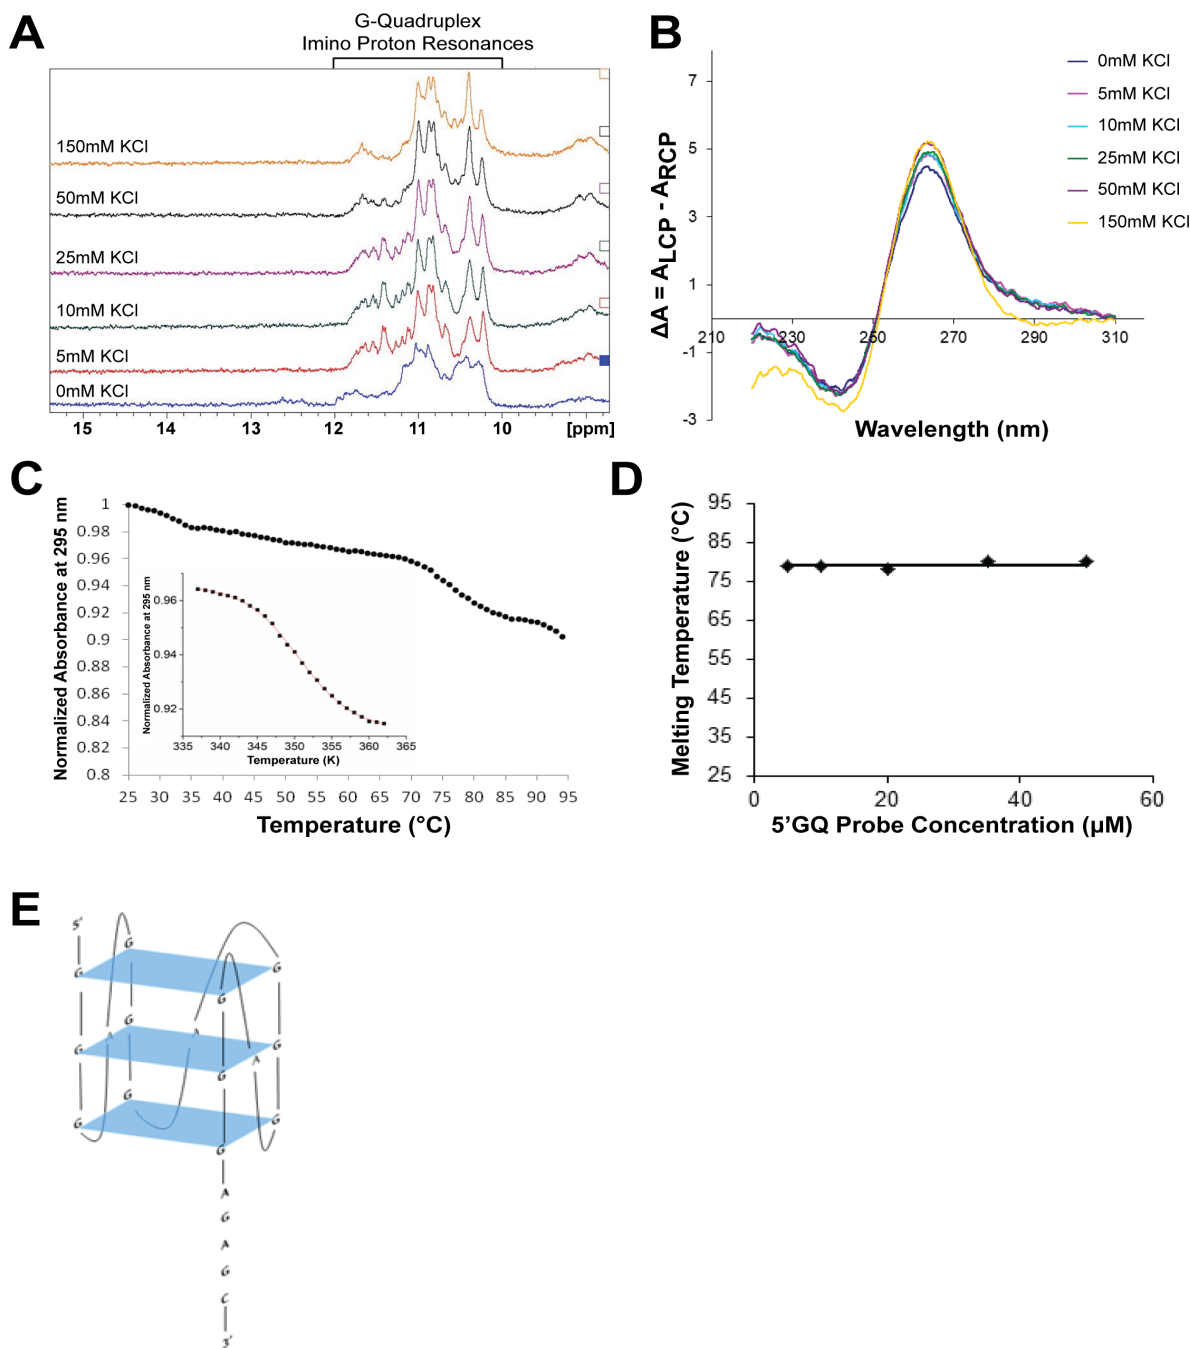 A
G-Quadruplex
Imino Proton Resonances
150mM KCl
50mM KCl
25mM KCl
10mM KCl
5mM KCl
0mM KCl
15 14 13 12 11 10 [ppm]
B
ΔA = ALCP - ARCP
7
5
3
1
-1
-3
210 230 250 270 290 310
Wavelength (nm)
0mM KCl
5mM KCl
10mM KCl
25mM KCl
50mM KCl
150mM KCl
C
Normalized Absorbance at 295 nm
1
0.98
0.96
0.94
0.92
0.9
0.88
0.86
0.84
0.82
0.8
25 30 35 40 45 50 55 60 65 70 75 80 85 90 95
Temperature (°C)
Normalized Absorbance at 295 nm
0.96
0.94
0.92
335 340 345 350 355 360 365
Temperature (K)
D
Melting Temperature (°C)
95
85
75
65
55
45
35
25
0 20 40 60
5'GQ Probe Concentration (µM)
E
5'
G
G
G
G
G
A
A
G
G
A
G
G
G
G
G
A
G
A
G
C
3'